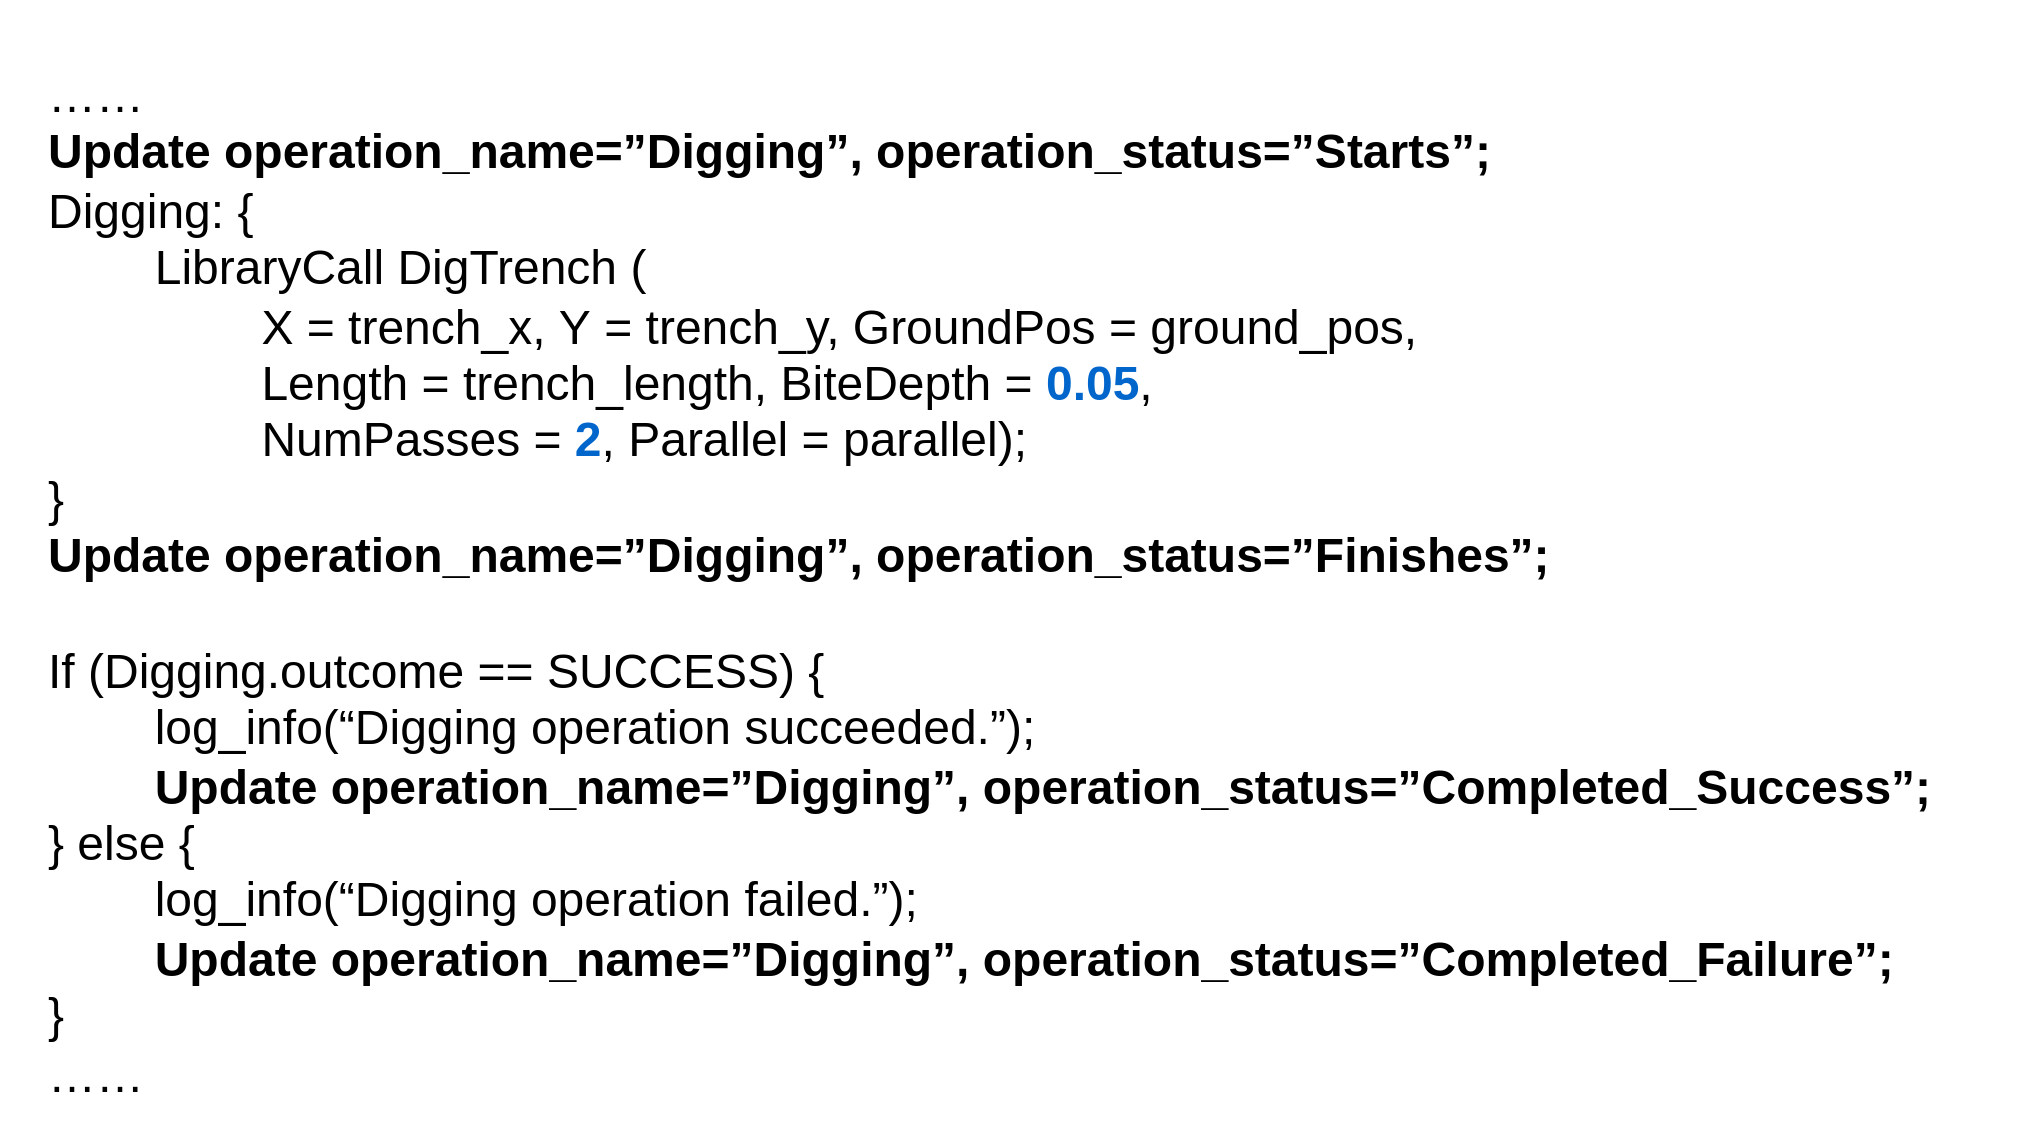 ……
Update operation_name=”Digging”, operation_status=”Starts”;
Digging: {
LibraryCall DigTrench (
X = trench_x, Y = trench_y, GroundPos = ground_pos,
Length = trench_length, BiteDepth = 0.05,
NumPasses = 2, Parallel = parallel);
}
Update operation_name=”Digging”, operation_status=”Finishes”;
If (Digging.outcome == SUCCESS) {
log_info(“Digging operation succeeded.”);
Update operation_name=”Digging”, operation_status=”Completed_Success”;
} else {
log_info(“Digging operation failed.”);
Update operation_name=”Digging”, operation_status=”Completed_Failure”;
}
……